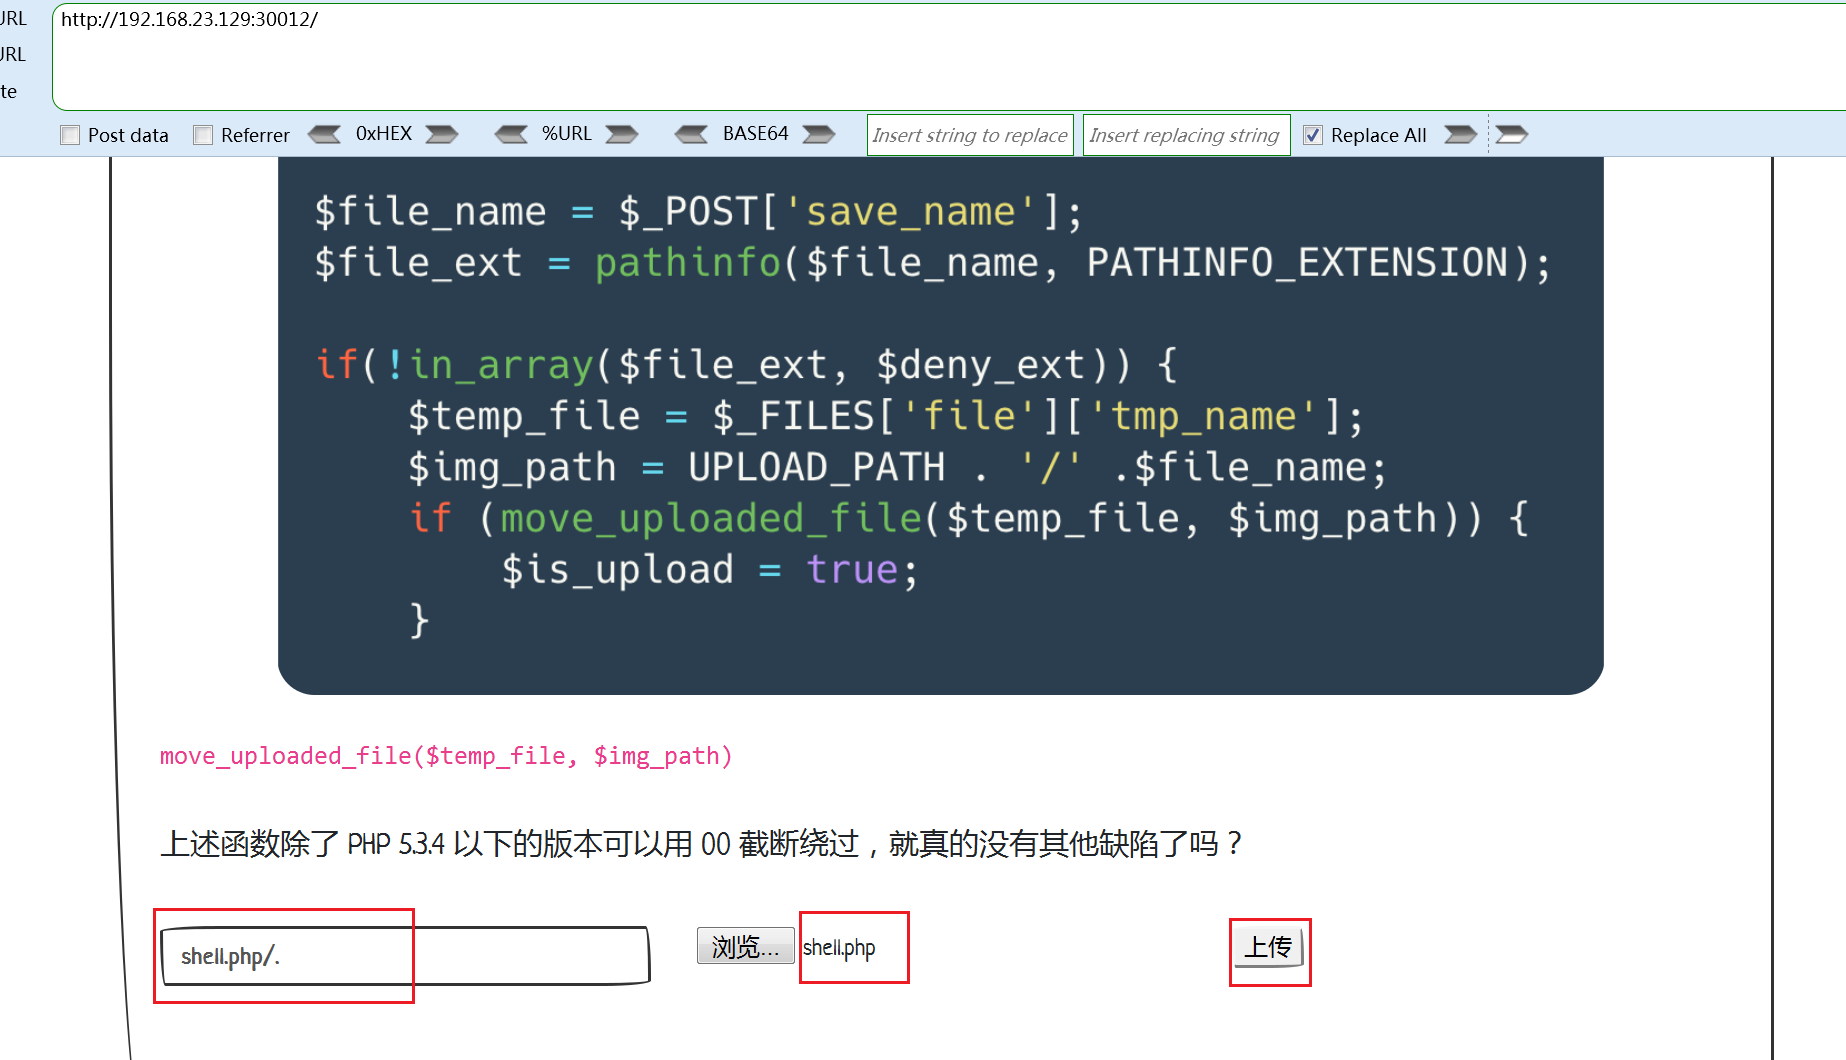 URL
http://192.168.23.129:30012/
URL
te
Post data Referrer 0xHEX %URL BASE64 Insert string to replace Insert replacing string Replace All
$file_name = $_POST['save_name'];
$file_ext = pathinfo($file_name, PATHINFO_EXTENSION);
if(!in_array($file_ext, $deny_ext)) {
$temp_file = $_FILES['file']['tmp_name'];
$img_path = UPLOAD_PATH . '/' .$file_name;
if (move_uploaded_file($temp_file, $img_path)) {
$is_upload = true;
}
move_uploaded_file($temp_file, $img_path)
上述函数除了 PHP 5.3.4 以下的版本可以用 00 截断绕过，就真的没有其他缺陷了吗？
shell.php/. 浏览... shell.php 上传